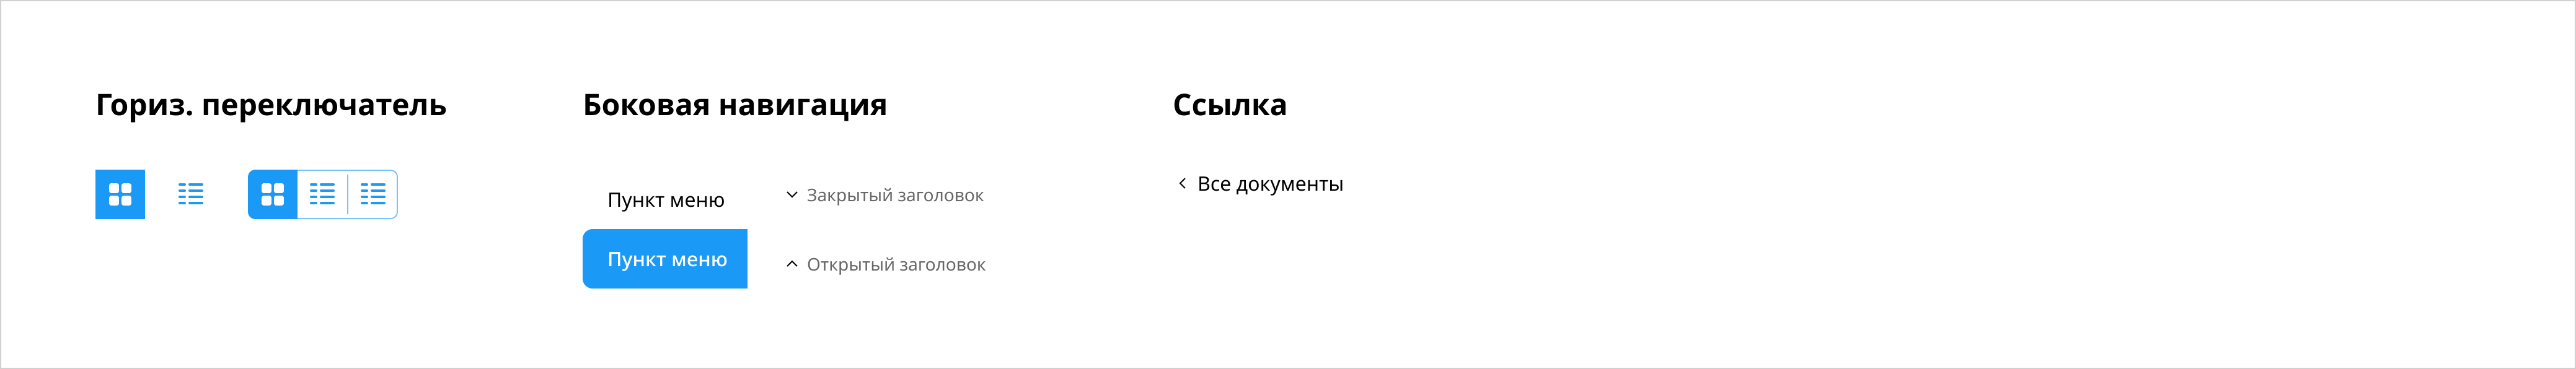 Гориз. переключатель
Боковая навигация
Пункт меню
Пункт меню
Закрытый заголовок
Открытый заголовок
Ссылка
Все документы